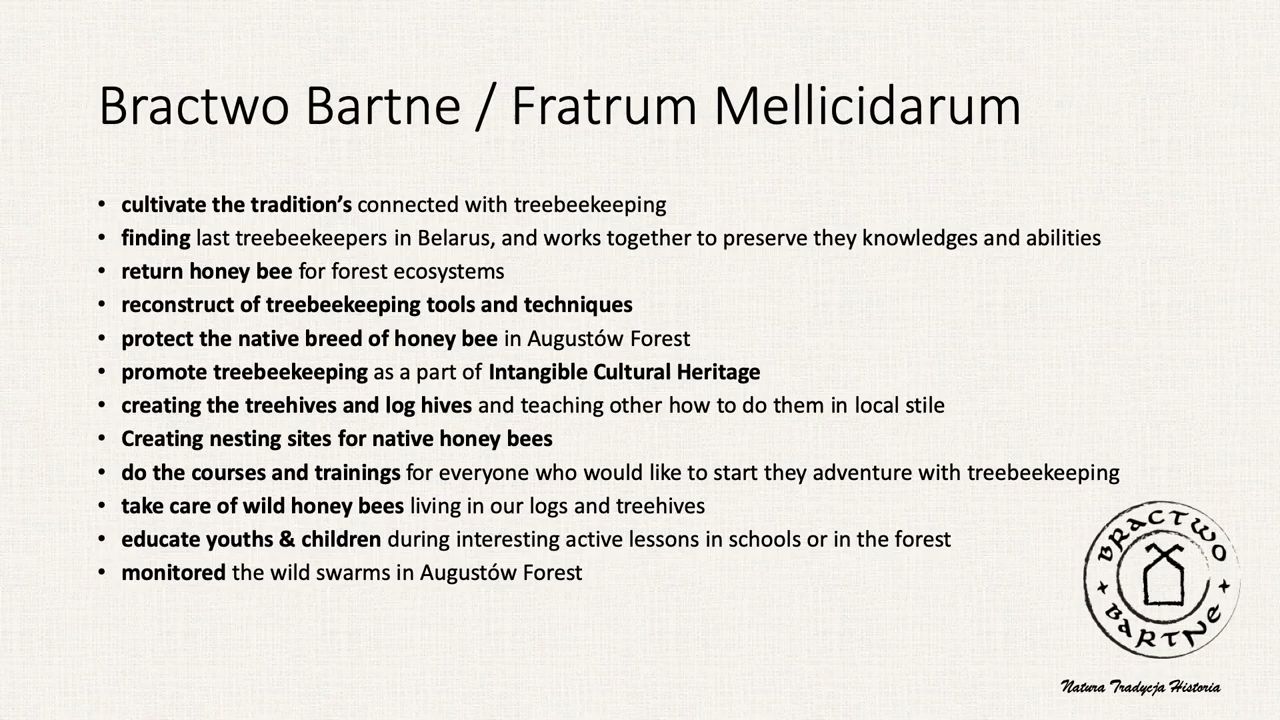 Bractwo Bartne / Fratrum Mellicidarum
• cultivate the tradition’s connected with treebeekeeping
• finding last treebeekeepers in Belarus, and works together to preserve they knowledges and abilities
• return honey bee for forest ecosystems
• reconstruct of treebeekeeping tools and techniques
• protect the native breed of honey bee in Augustów Forest
• promote treebeekeeping as a part of Intangible Cultural Heritage
• creating the treehives and log hives and teaching other how to do them in local stile
• Creating nesting sites for native honey bees
• do the courses and trainings for everyone who would like to start they adventure with treebeekeeping
• take care of wild honey bees living in our logs and treehives
• educate youths & children during interesting active lessons in schools or in the forest
• monitored the wild swarms in Augustów Forest
BRACTWO
BARTNE
Natura Tradycja Historia